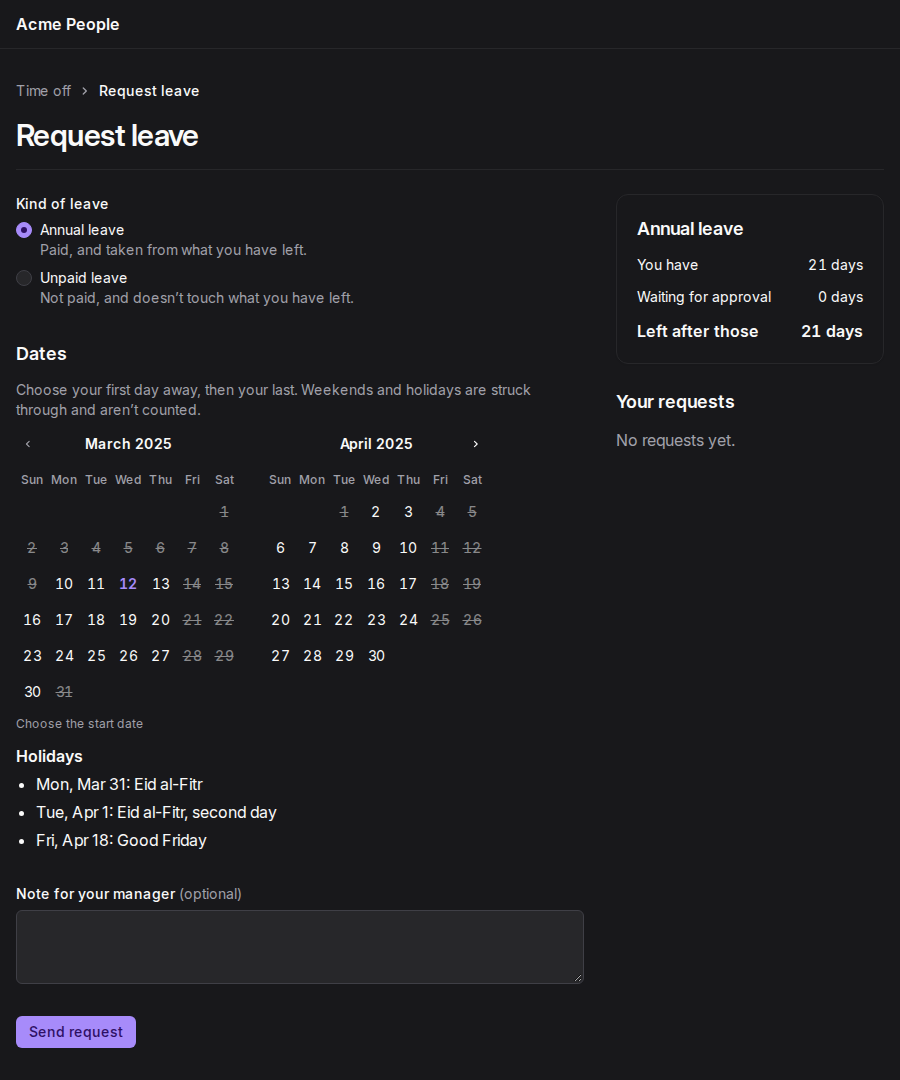 Acme People
Time off › Request leave
Request leave
Kind of leave
Annual leave
Paid, and taken from what you have left.
Unpaid leave
Not paid, and doesn’t touch what you have left.
Dates
Choose your first day away, then your last. Weekends and holidays are struck
through and aren’t counted.
‹ March 2025
Sun Mon Tue Wed Thu Fri Sat
1
2 3 4 5 6 7 8
9 10 11 12 13 14 15
16 17 18 19 20 21 22
23 24 25 26 27 28 29
30 31
April 2025 ›
Sun Mon Tue Wed Thu Fri Sat
1 2 3 4 5
6 7 8 9 10 11 12
13 14 15 16 17 18 19
20 21 22 23 24 25 26
27 28 29 30
Choose the start date
Holidays
• Mon, Mar 31: Eid al-Fitr
• Tue, Apr 1: Eid al-Fitr, second day
• Fri, Apr 18: Good Friday
Note for your manager (optional)
Send request
Annual leave
You have 21 days
Waiting for approval 0 days
Left after those 21 days
Your requests
No requests yet.